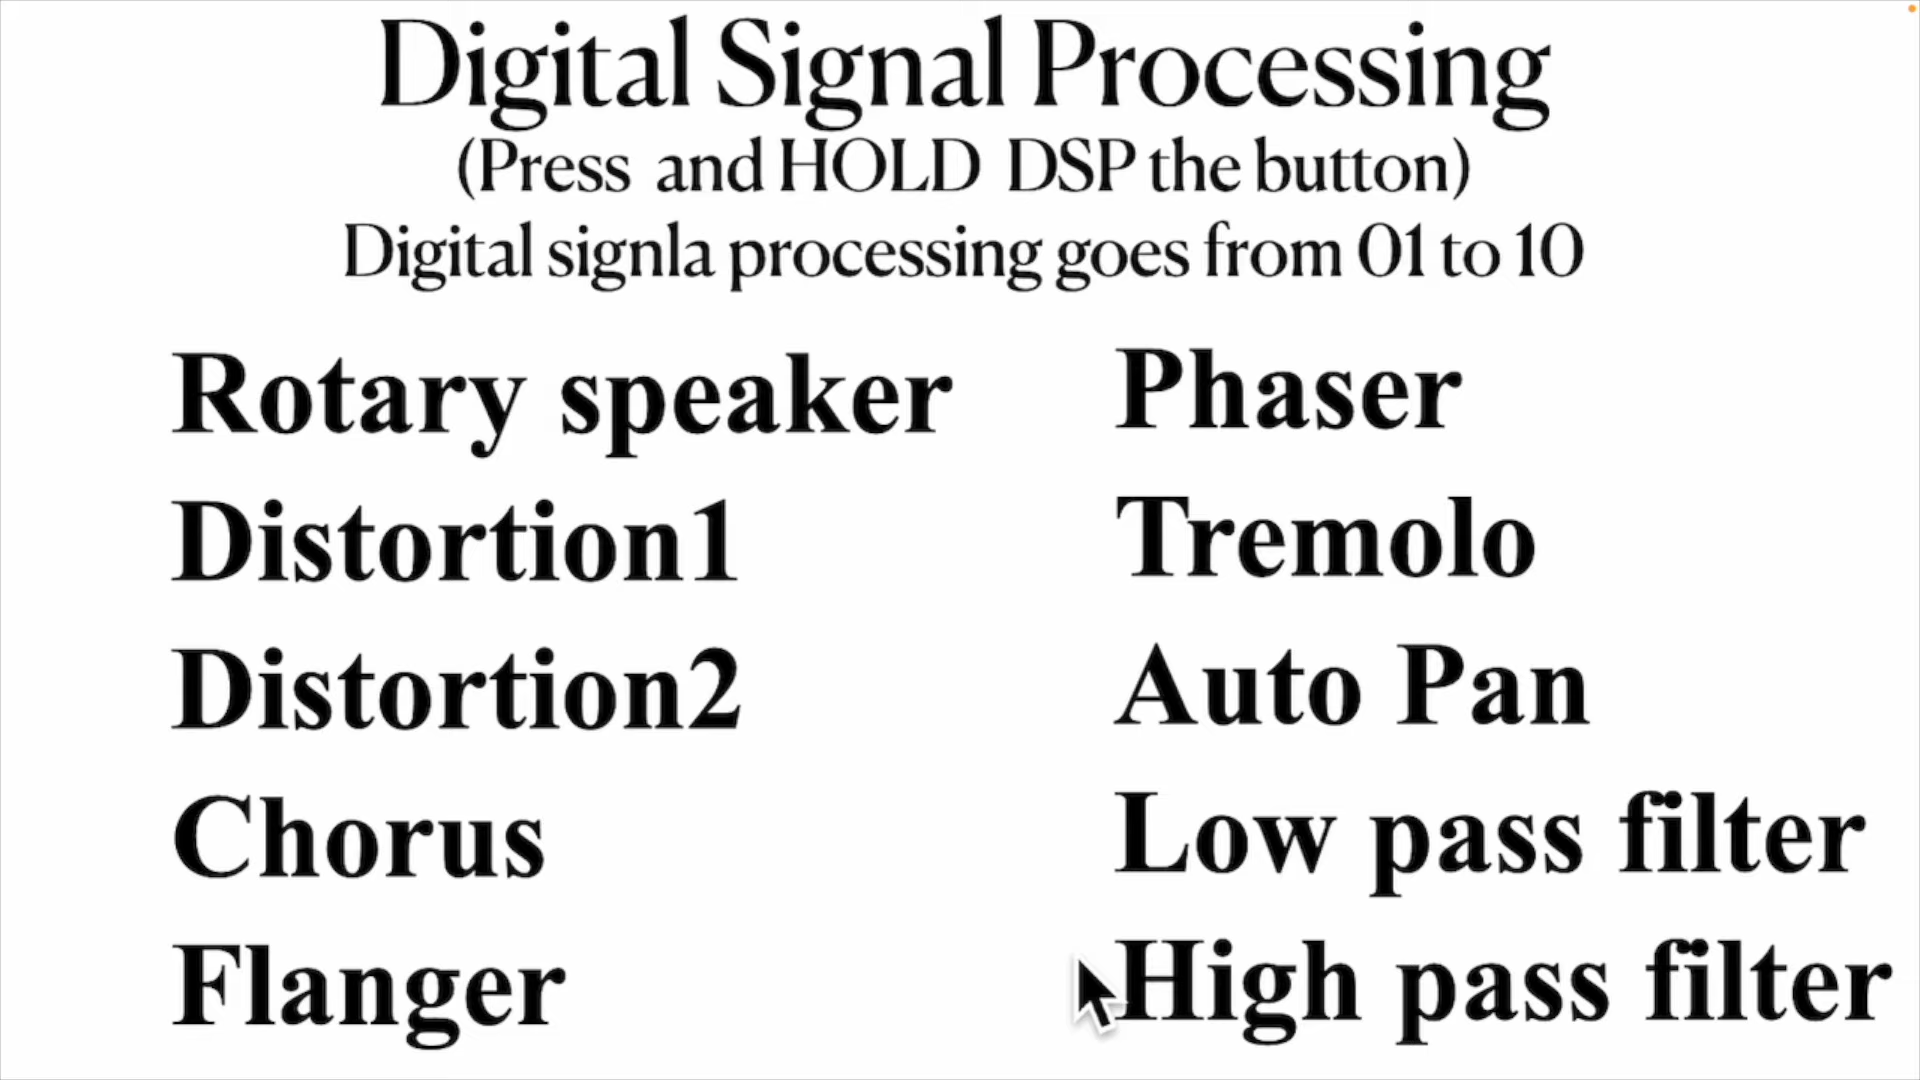 Digital Signal Processing
(Press and HOLD DSP the button)
Digital signla processing goes from 01 to 10
Rotary speaker
Distortion1
Distortion2
Chorus
Flanger
Phaser
Tremolo
Auto Pan
Low pass filter
High pass filter